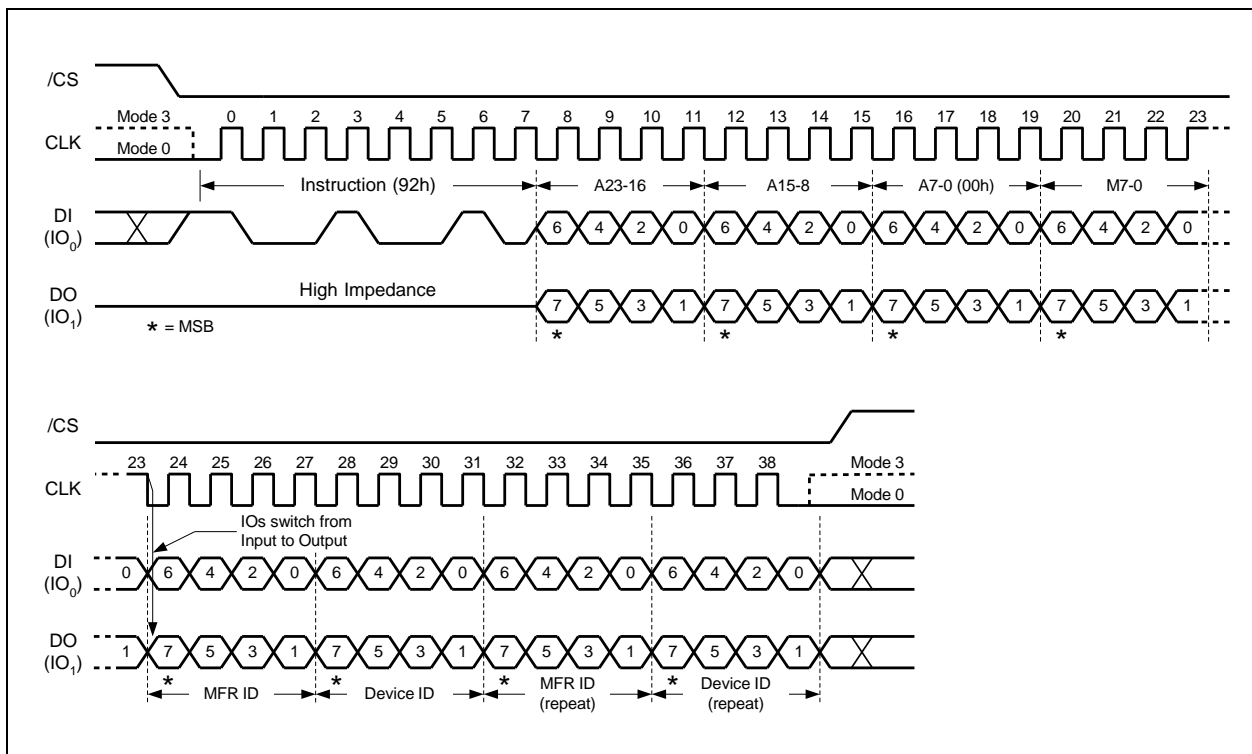 /CS
Mode 3 0 1 2 3 4 5 6 7 8 9 10 11 12 13 14 15 16 17 18 19 20 21 22 23
CLK
Mode 0
Instruction (92h) A23-16 A15-8 A7-0 (00h) M7-0
DI
(IO0) 6 4 2 0 6 4 2 0 6 4 2 0 6 4 2 0
High Impedance
DO
(IO1) 7 5 3 1 7 5 3 1 7 5 3 1 7 5 3 1
* = MSB * * * *
/CS
23 24 25 26 27 28 29 30 31 32 33 34 35 36 37 38 Mode 3
CLK
Mode 0
IOs switch from
Input to Output
DI
(IO0) 0 6 4 2 0 6 4 2 0 6 4 2 0 6 4 2 0
DO
(IO1) 1 7 5 3 1 7 5 3 1 7 5 3 1 7 5 3 1
* * * *
MFR ID Device ID MFR ID
(repeat) Device ID
(repeat)